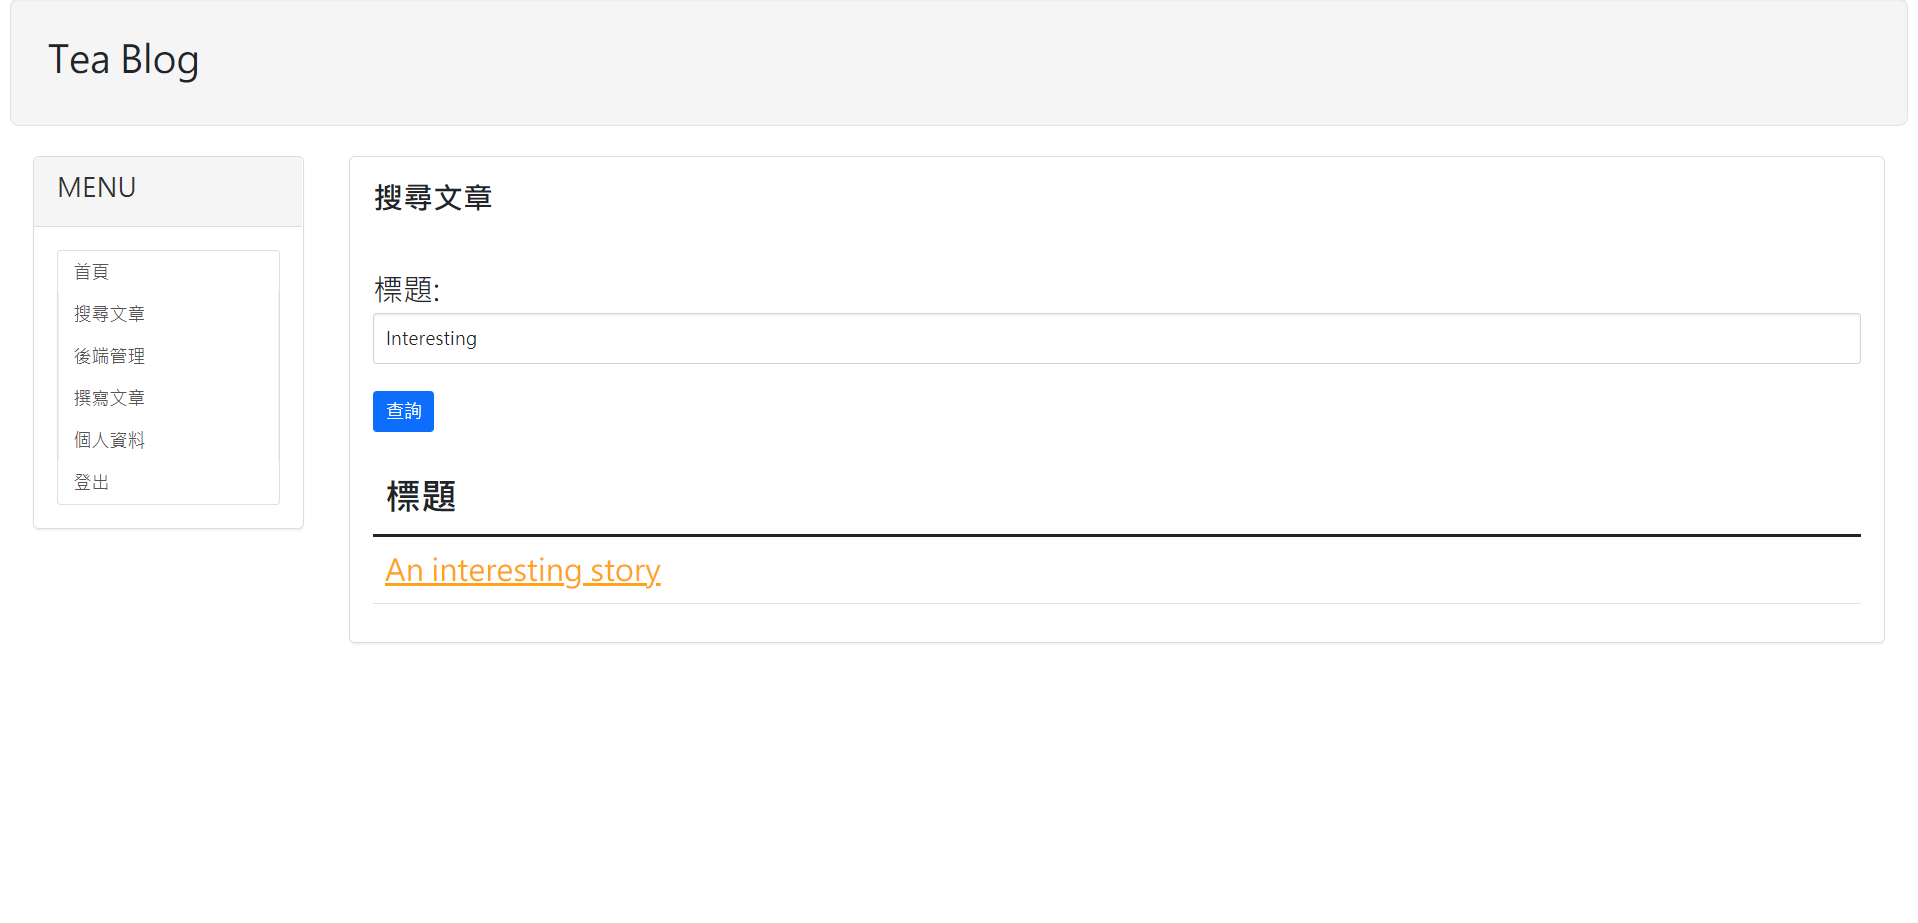 Tea Blog
MENU
首頁
搜尋文章
後端管理
撰寫文章
個人資料
登出
搜尋文章
標題:
Interesting
查詢
標題
An interesting story